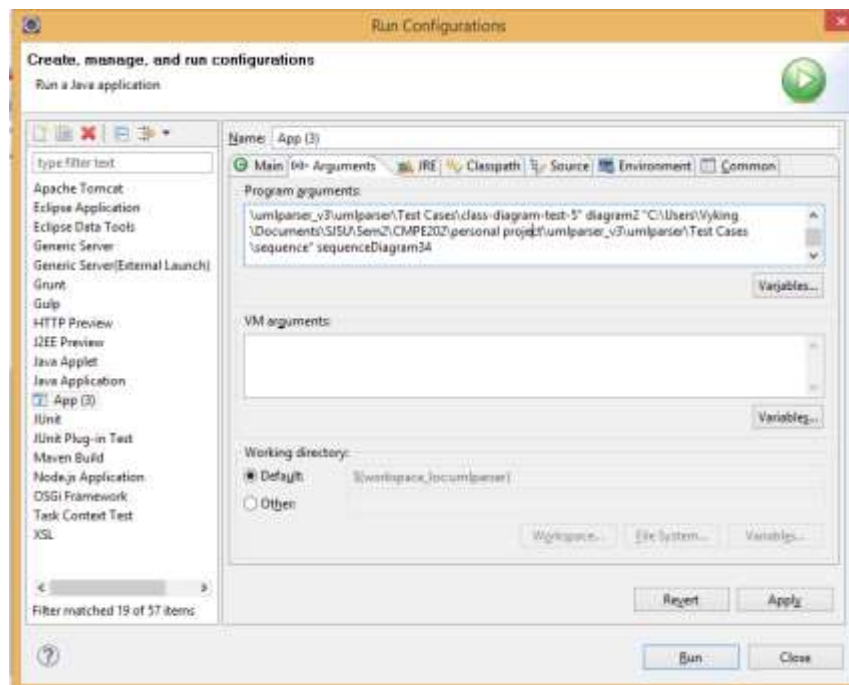 Run Configurations
Create, manage, and run configurations
Run a Java application
type filter text
Apache Tomcat
Eclipse Application
Eclipse Data Tools
Generic Server
Generic Server(External Launch)
Grunt
Gulp
HTTP Preview
J2EE Preview
Java Applet
Java Application
App (3)
JUnit
JUnit Plug-in Test
Maven Build
Node.js Application
OSGi Framework
Task Context Test
XSL
Filter matched 19 of 57 items
Name: App (3)
Main (x)= Arguments JRE Classpath Source Environment Common
Program arguments:
\umlparser_v3\umlparser\Test Cases\class-diagram-test-5" diagram2 "C:\Users\Vyking
\Documents\SJSU\Sem2\CMPE202\personal project\umlparser_v3\umlparser\Test Cases
\sequence" sequenceDiagram34
Variables...
VM arguments:
Variables...
Working directory:
Default: ${workspace_loc:umlparser}
Other:
Workspace... File System... Variables...
Revert Apply
Run Close